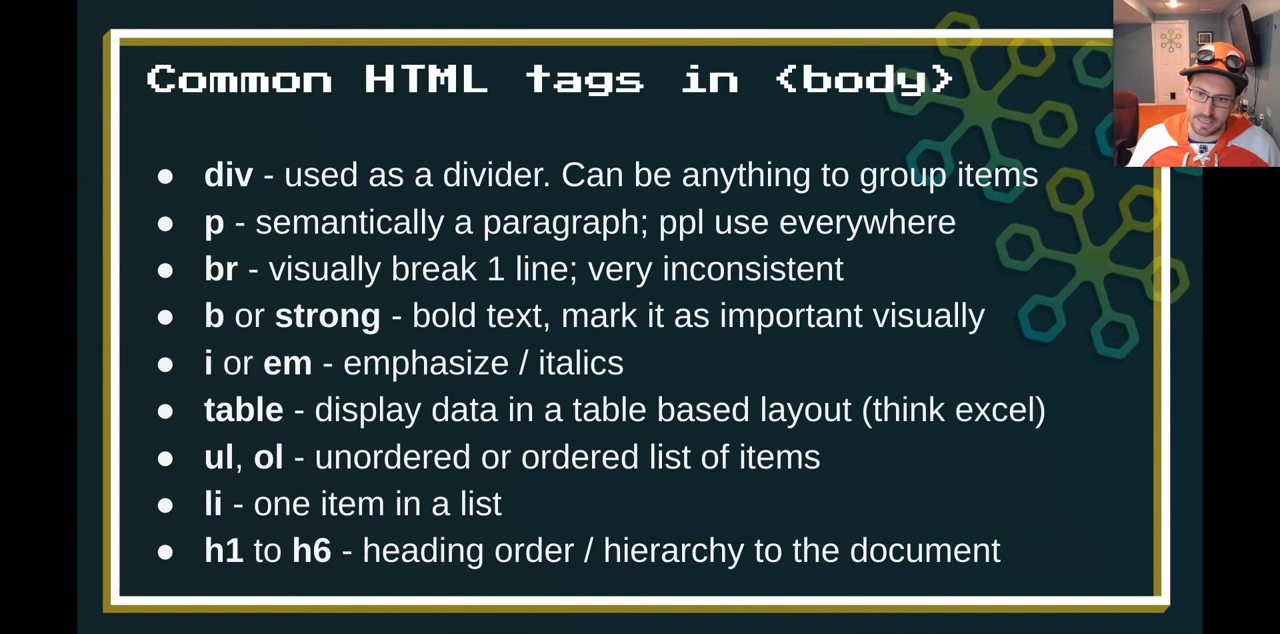 Common HTML tags in <body>
● div - used as a divider. Can be anything to group items
● p - semantically a paragraph; ppl use everywhere
● br - visually break 1 line; very inconsistent
● b or strong - bold text, mark it as important visually
● i or em - emphasize / italics
● table - display data in a table based layout (think excel)
● ul, ol - unordered or ordered list of items
● li - one item in a list
● h1 to h6 - heading order / hierarchy to the document